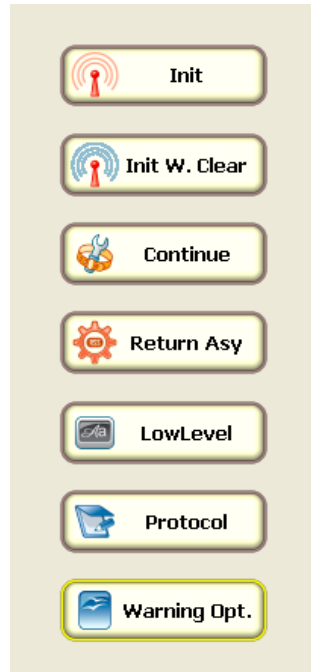 Init
Init W. Clear
Continue
Return Asy
LowLevel
Protocol
Warning Opt.